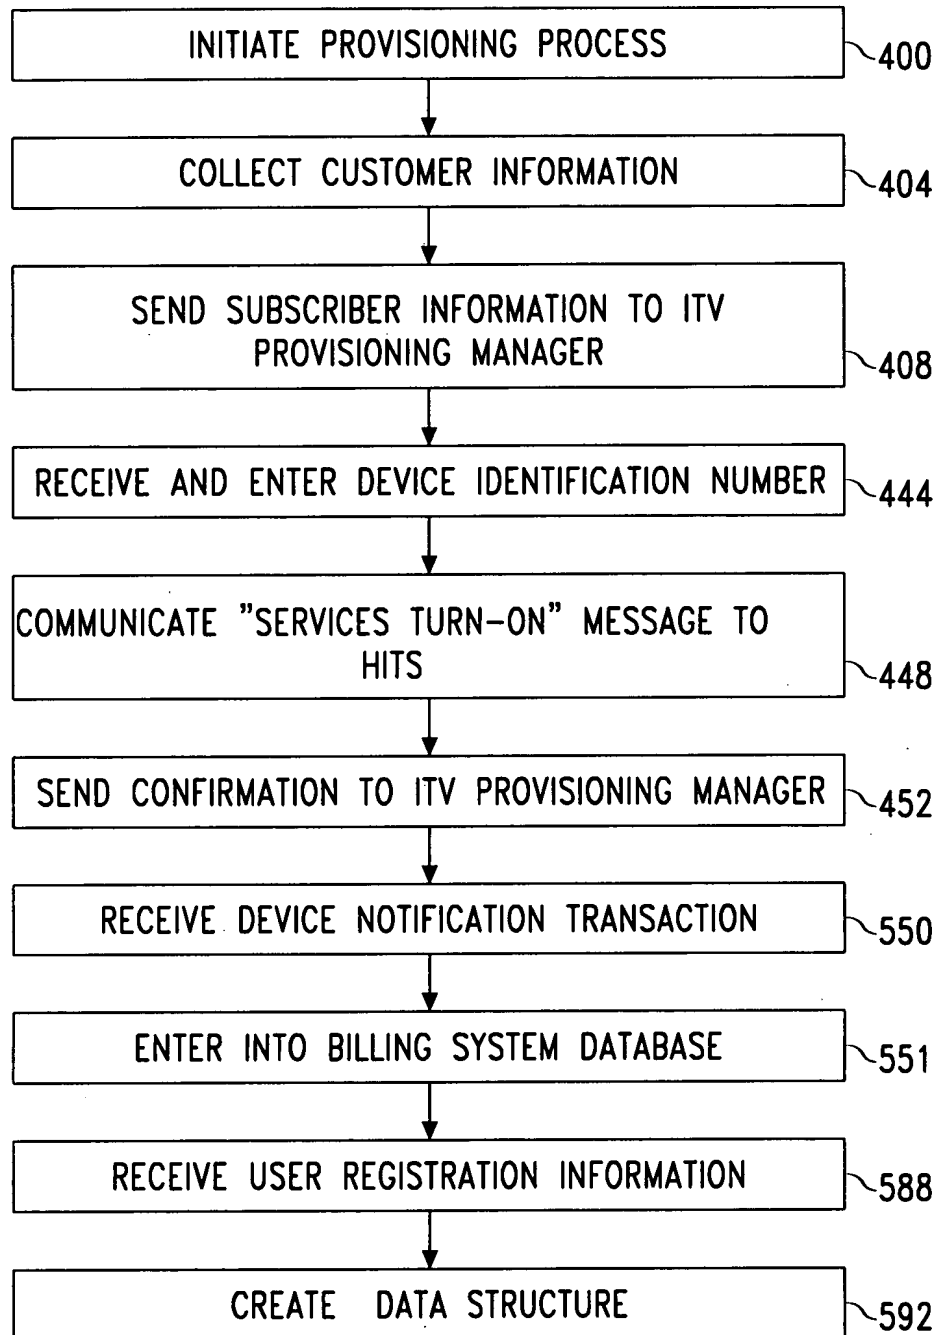 INITIATE PROVISIONING PROCESS
400
COLLECT CUSTOMER INFORMATION
404
SEND SUBSCRIBER INFORMATION TO ITV
PROVISIONING MANAGER
408
RECEIVE AND ENTER DEVICE IDENTIFICATION NUMBER
444
COMMUNICATE "SERVICES TURN-ON" MESSAGE TO
HITS
448
SEND CONFIRMATION TO ITV PROVISIONING MANAGER
452
RECEIVE DEVICE NOTIFICATION TRANSACTION
550
ENTER INTO BILLING SYSTEM DATABASE
551
RECEIVE USER REGISTRATION INFORMATION
588
CREATE DATA STRUCTURE
592